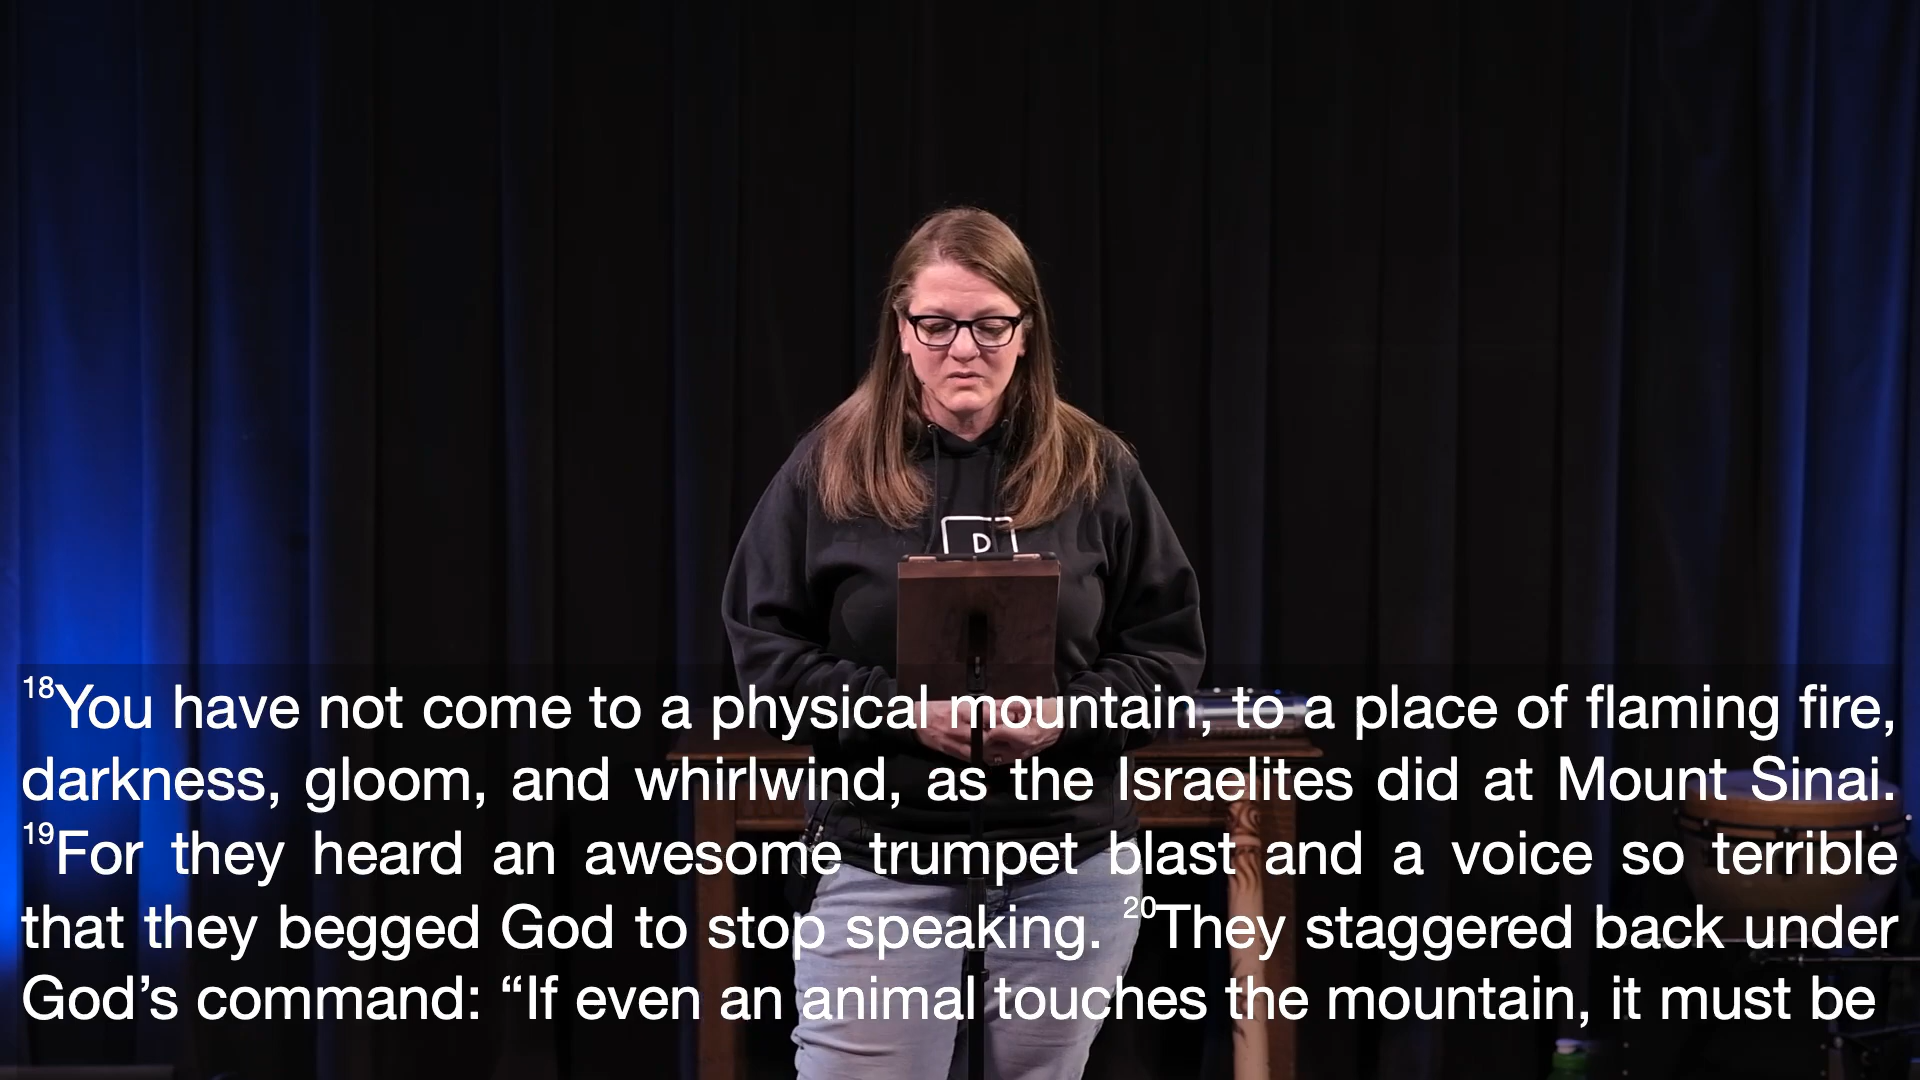 D
¹⁸You have not come to a physical mountain, to a place of flaming fire,
darkness, gloom, and whirlwind, as the Israelites did at Mount Sinai.
¹⁹For they heard an awesome trumpet blast and a voice so terrible
that they begged God to stop speaking. ²⁰They staggered back under
God’s command: “If even an animal touches the mountain, it must be